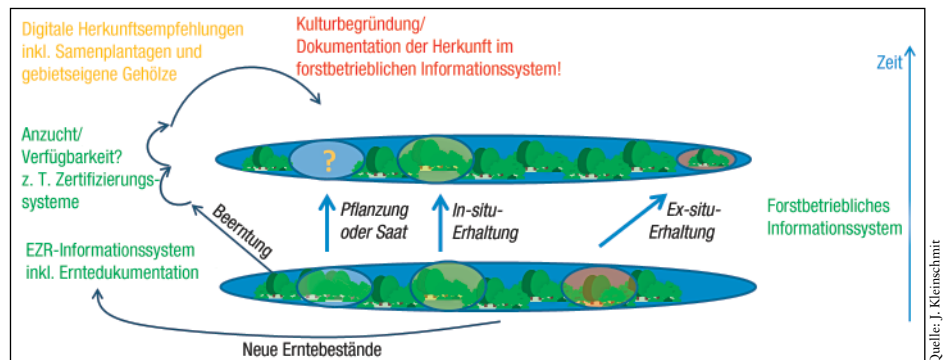 Digitale Herkunftsempfehlungen
inkl. Samenplantagen und
gebietseigene Gehölze
Kulturbegründung/
Dokumentation der Herkunft im
forstbetrieblichen Informationssystem!
Zeit
Anzucht/
Verfügbarkeit?
z. T. Zertifizierungs-
systeme
?
Beerntung
Pflanzung
oder Saat
In-situ-
Erhaltung
Ex-situ-
Erhaltung
Forstbetriebliches
Informationssystem
EZR-Informationssystem
inkl. Erntedokumentation
Neue Erntebestände
Quelle: J. Kleinschmit